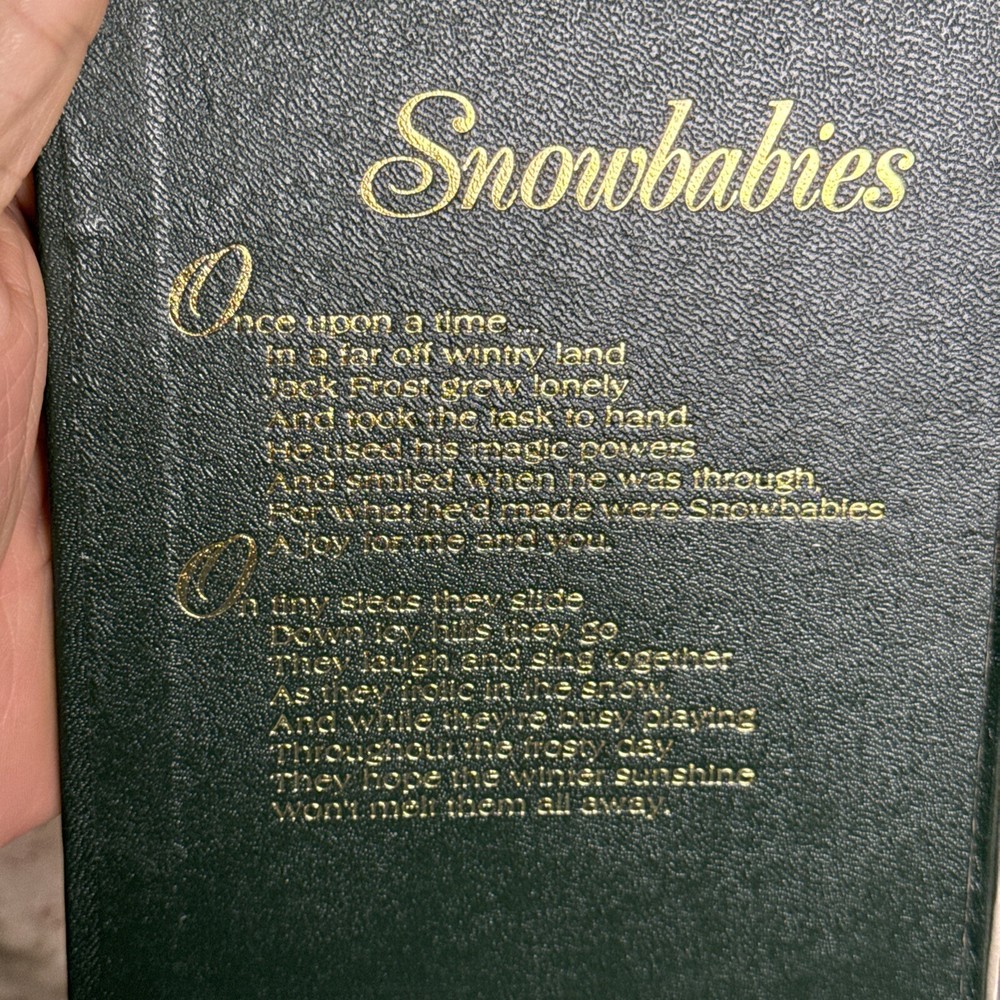 Snowbabies
Once upon a time ...
In a far off wintry land
Jack Frost grew lonely
And took the task to hand.
He used his magic powers
And smiled when he was through,
For what he'd made were Snowbabies
A joy for me and you.
On tiny sleds they slide
Down icy hills they go
They laugh and sing together
As they frolic in the snow.
And while they're busy playing
Throughout the frosty day
They hope the winter sunshine
Won't melt them all away.